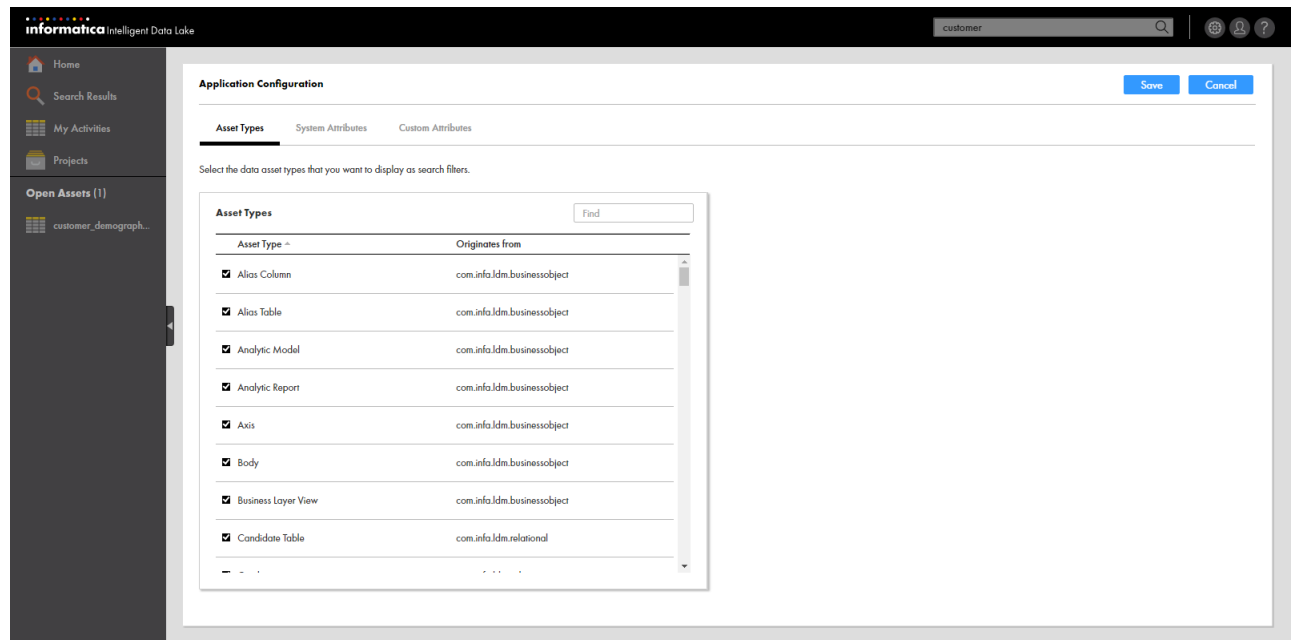 informatica Intelligent Data Lake
customer
?
Home
Search Results
My Activities
Projects
Open Assets (1)
customer_demograph...
Application Configuration
Save Cancel
Asset Types System Attributes Custom Attributes
Select the data asset types that you want to display as search filters.
Asset Types Find
Asset Type Originates from
Alias Column com.infa.ldm.businessobject
Alias Table com.infa.ldm.businessobject
Analytic Model com.infa.ldm.businessobject
Analytic Report com.infa.ldm.businessobject
Axis com.infa.ldm.businessobject
Body com.infa.ldm.businessobject
Business Layer View com.infa.ldm.businessobject
Candidate Table com.infa.ldm.relational